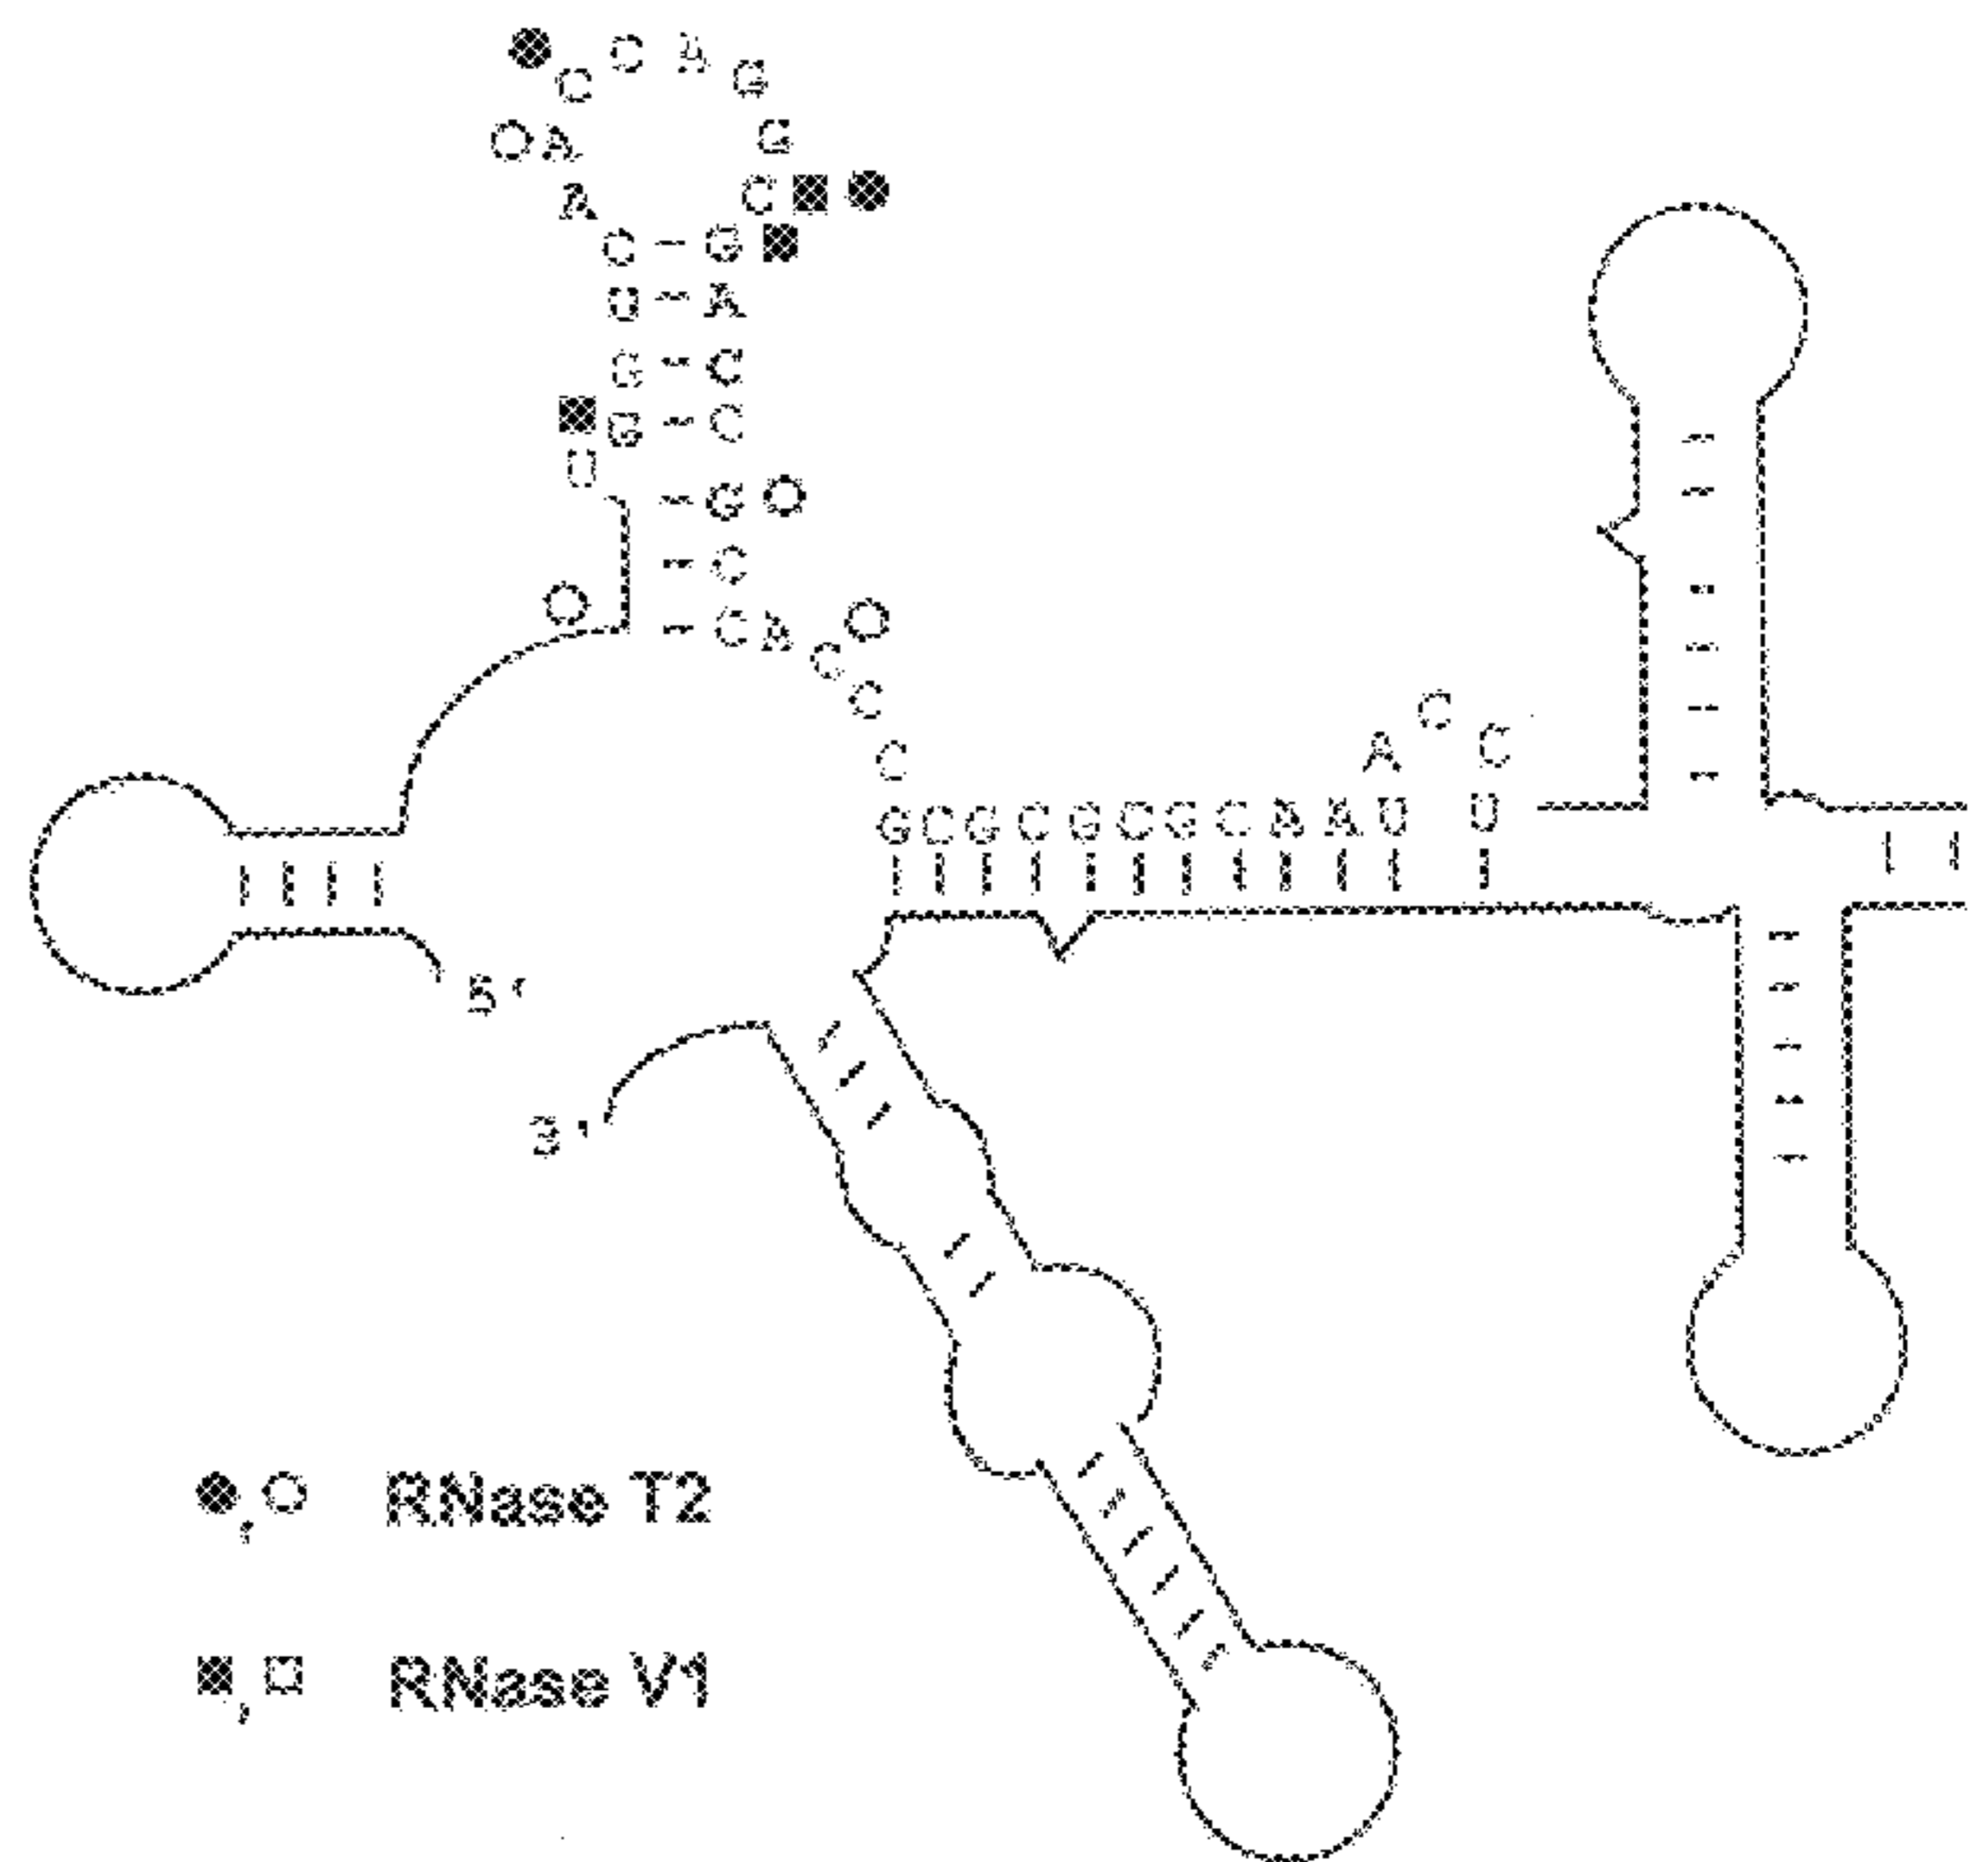 C C A G
A G
A C
C - G
U - A
G - C
G - C
U
- G
- C
- C A
C
C
C
A C C
G C G C G C G C A A U U
5'
3'
, RNase T2
, RNase V1